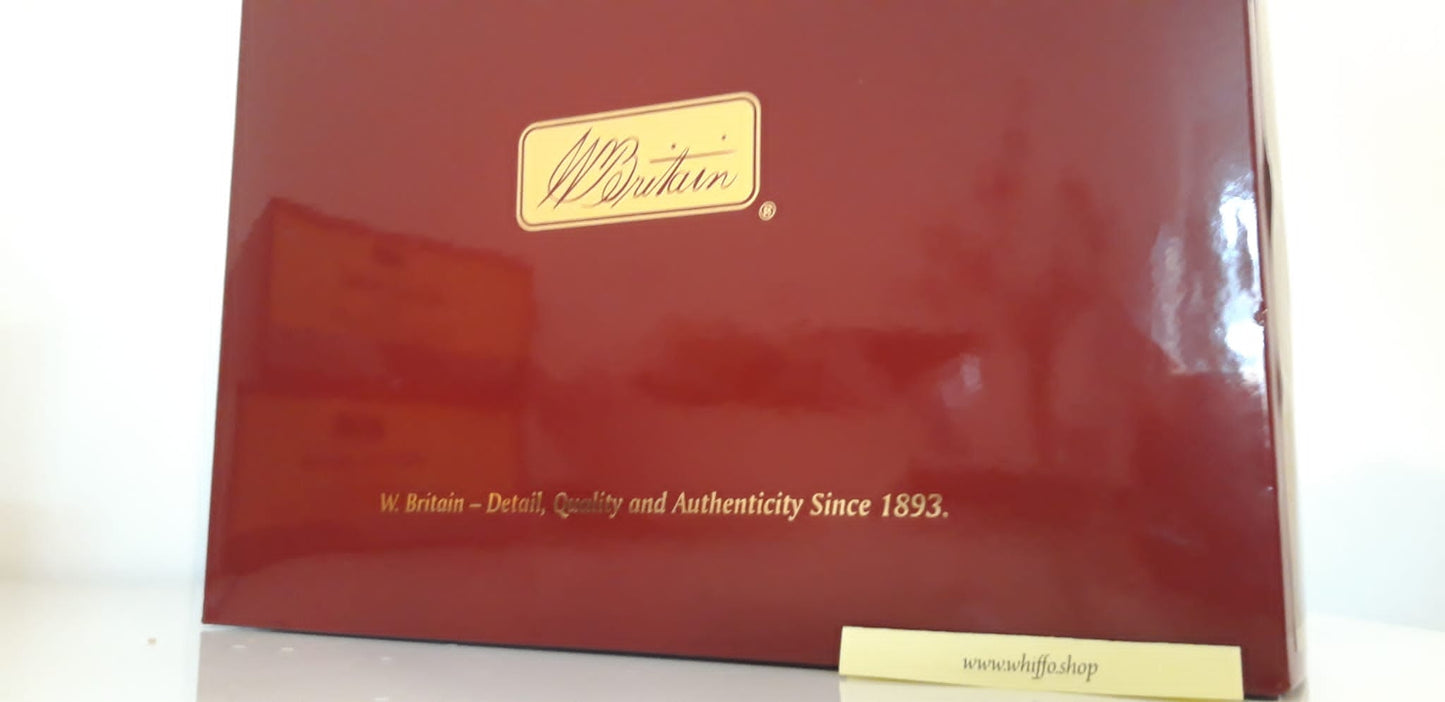 W Britain
®
W. Britain – Detail, Quality and Authenticity Since 1893.
www.whiffo.shop